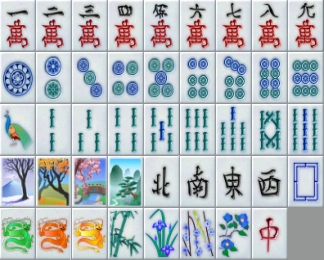 一 二 三 四 伍 六 七 八 九
萬 萬 萬 萬 萬 萬 萬 萬 萬
北 南 東 西
中